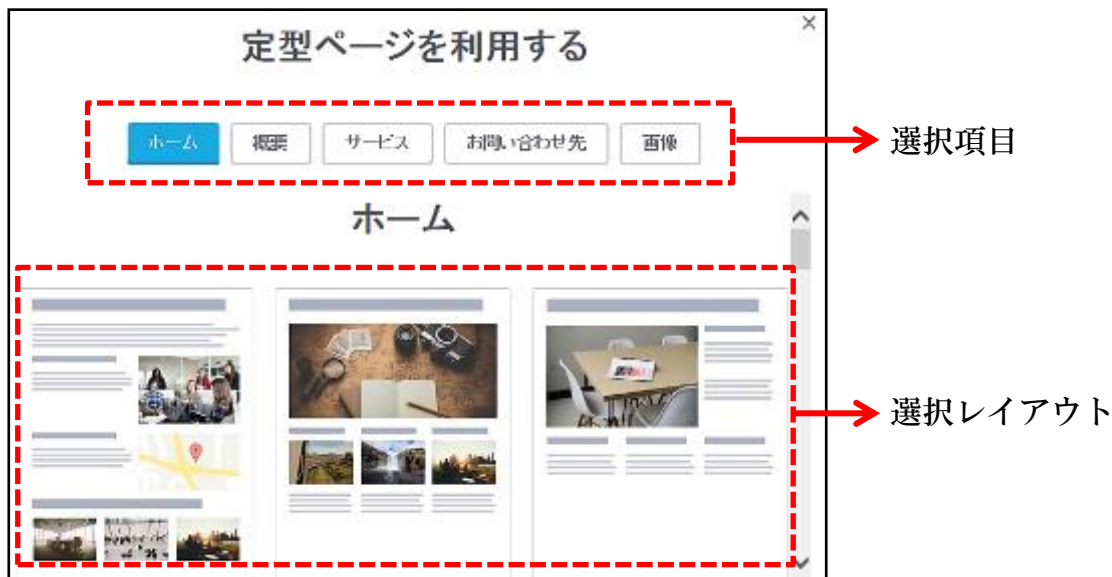 定型ページを利用する
×
ホーム 概要 サービス お問い合わせ先 画像
選択項目
ホーム
選択レイアウト